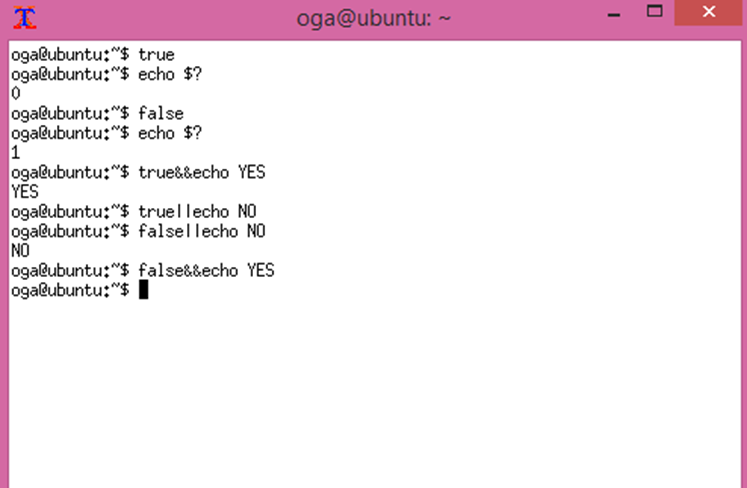 oga@ubuntu: ~
oga@ubuntu:~$ true
oga@ubuntu:~$ echo $?
0
oga@ubuntu:~$ false
oga@ubuntu:~$ echo $?
1
oga@ubuntu:~$ true&&echo YES
YES
oga@ubuntu:~$ true||echo NO
oga@ubuntu:~$ false||echo NO
NO
oga@ubuntu:~$ false&&echo YES
oga@ubuntu:~$